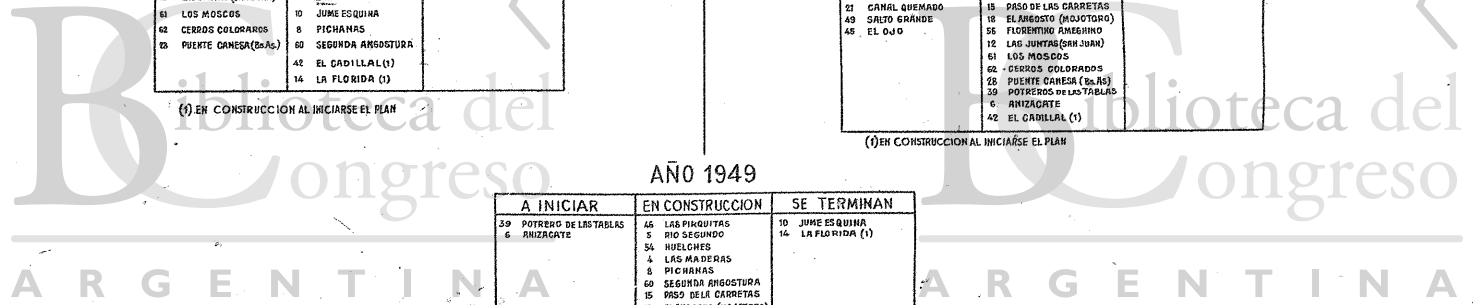 61 LOS MOSCOS
62 CERROS COLORAROS
28 PUENTE CANESA (Bs.As.)
10 JUME ESQUINA
8 PICHANAS
60 SEGUNDA ANGOSTURA
42 EL CADILLAL (1)
14 LA FLORIDA (1)
(1) EN CONSTRUCCION AL INICIARSE EL PLAN
21 CANAL QUEMADO
49 SALTO GRANDE
45 EL OJO
15 PASO DE LAS CARRETAS
18 EL ANGOSTO (MOJOTORO)
56 FLORENTINO AMEGHINO
12 LAS JUNTAS (SAN JUAN)
61 LOS MOSCOS
62 CERROS COLORADOS
28 PUENTE CANESA (Bs.As)
39 POTREROS DE LAS TABLAS
6 ANIZACATE
42 EL CADILLAL (1)
(1) EN CONSTRUCCION AL INICIARSE EL PLAN
AÑO 1949
A INICIAR
39 POTRERO DE LAS TABLAS
6 ANIZACATE
EN CONSTRUCCION
46 LAS PIRQUITAS
5 RIO SEGUNDO
54 HUELCHES
4 LAS MADERAS
8 PICHANAS
60 SEGUNDA ANGOSTURA
15 PASO DE LA CARRETAS
SE TERMINAN
10 JUME ESQUINA
14 LA FLORIDA (1)
Biblioteca del
Congreso
ARGENTINA
Biblioteca del
Congreso
ARGENTINA